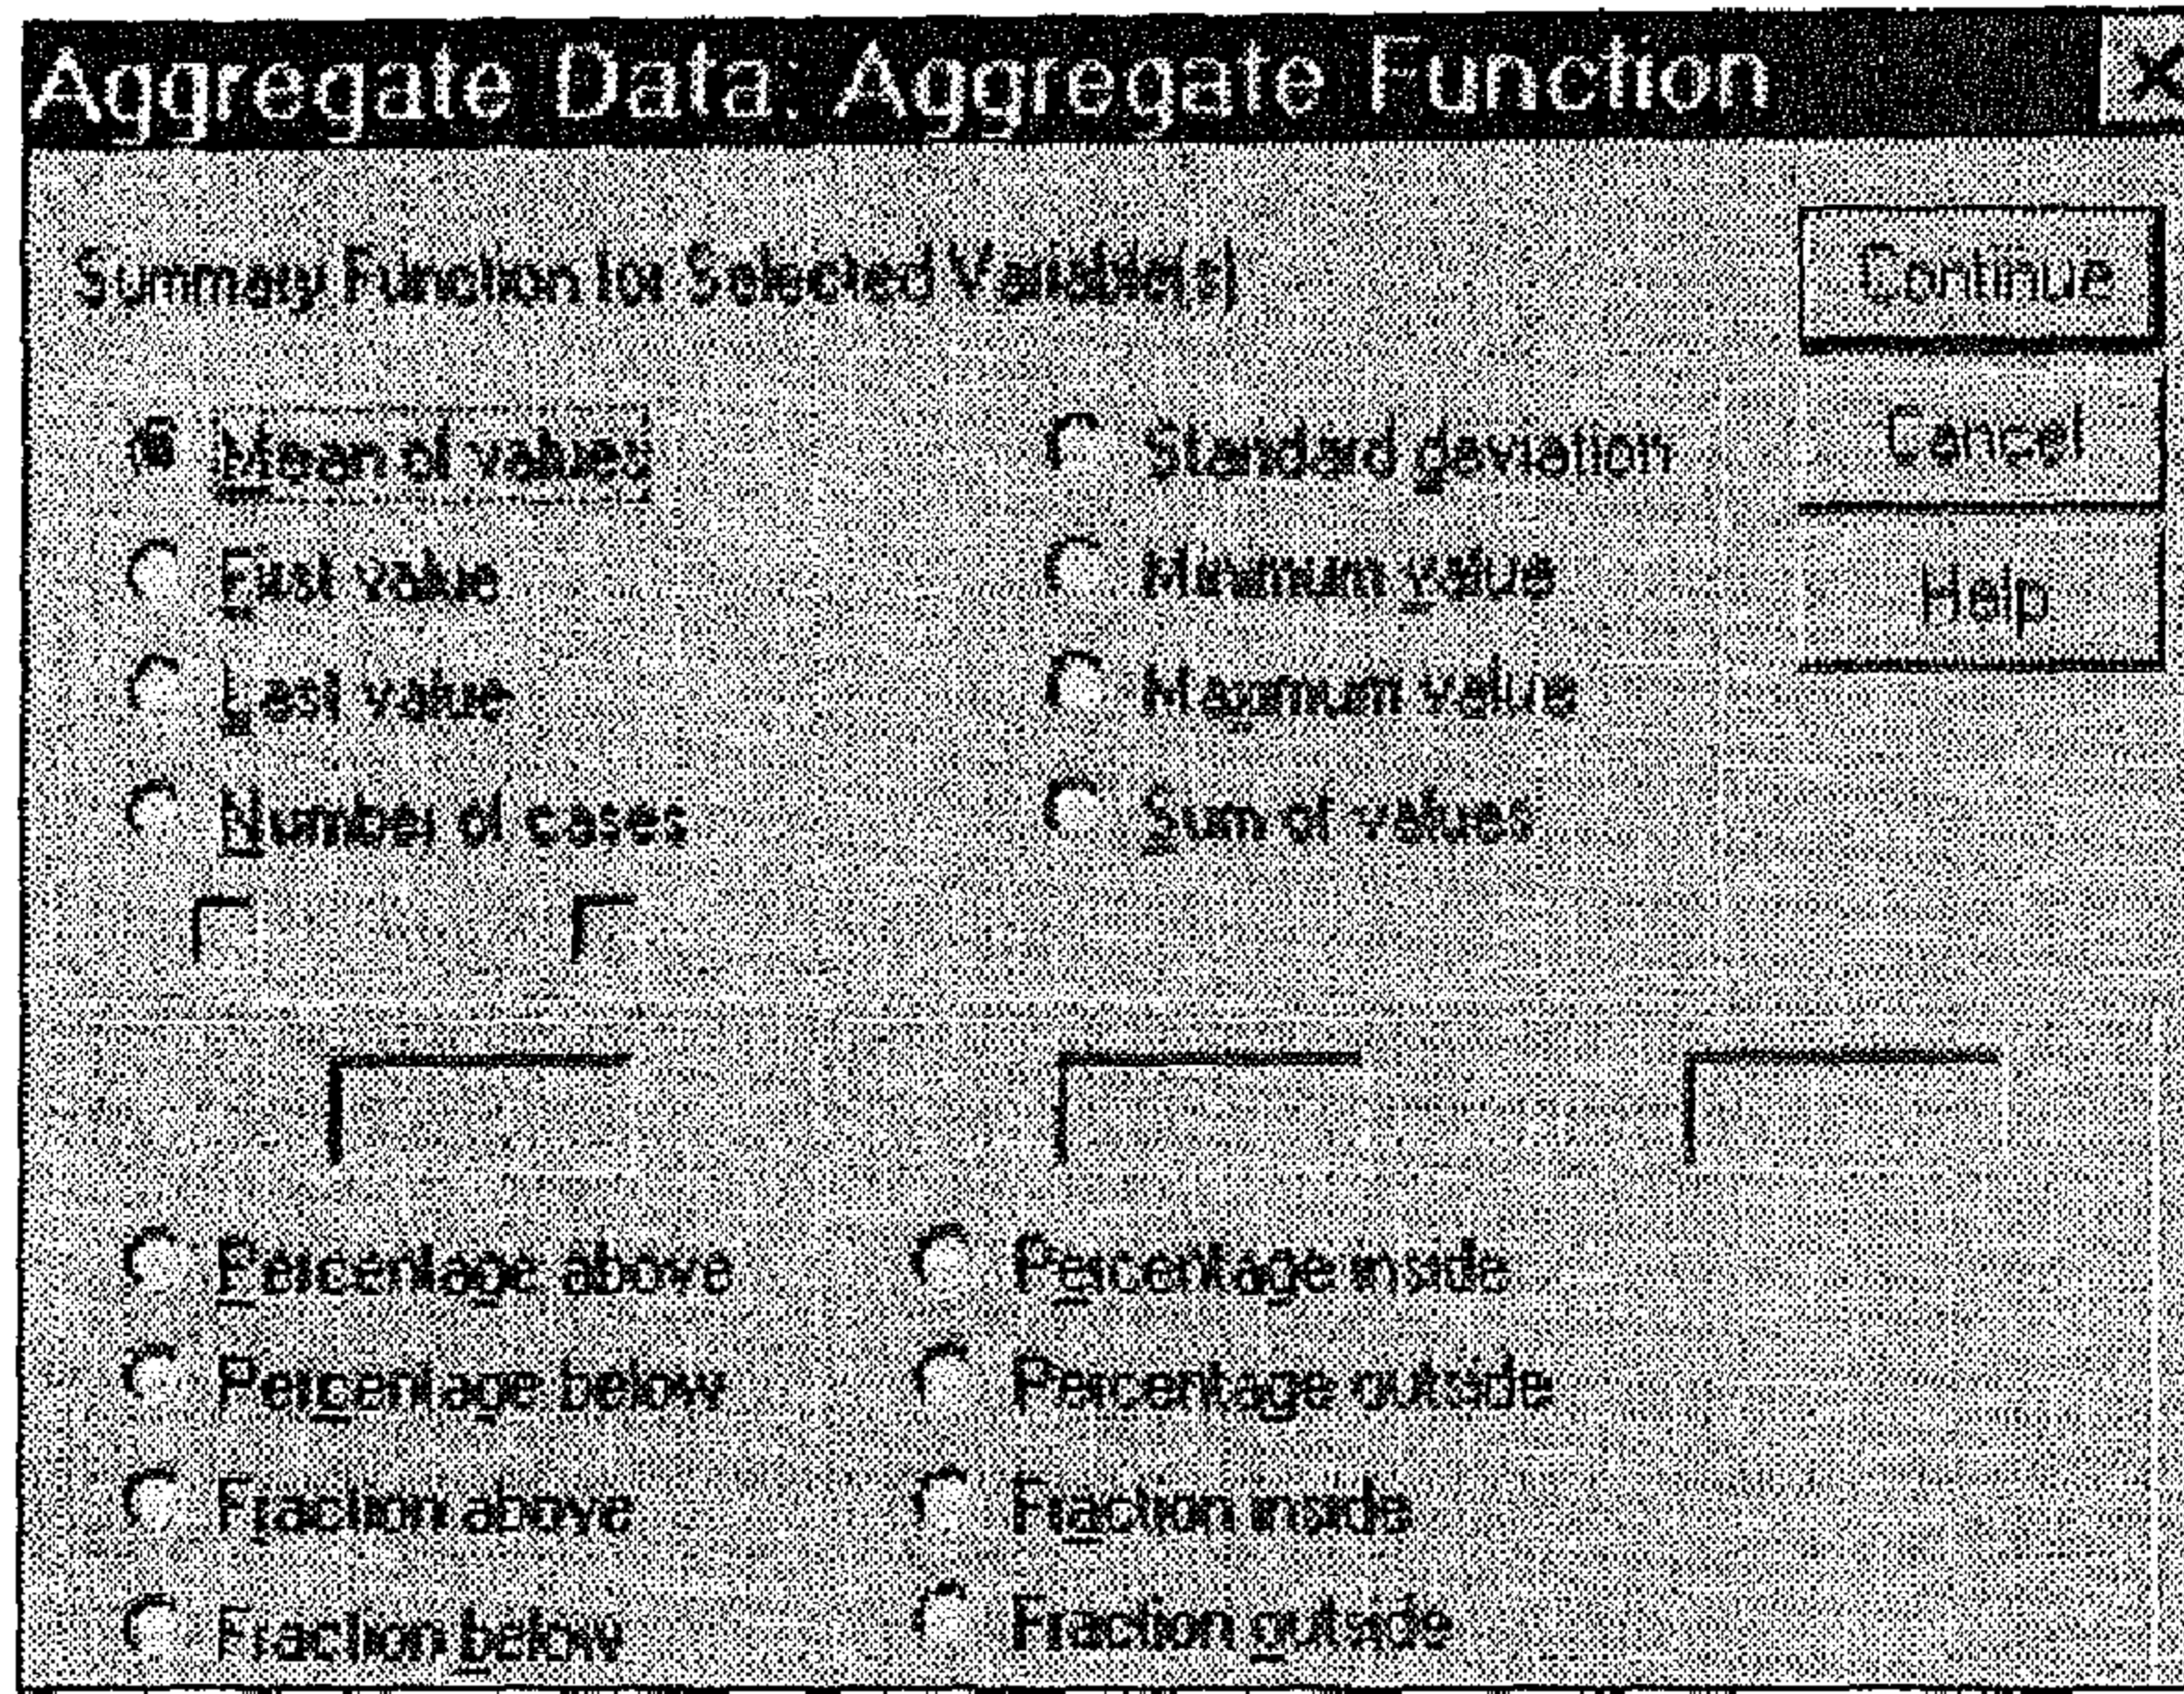 Aggregate Data: Aggregate Function
Summary Function for Selected Variable(s)
Continue
Mean of values
Standard deviation
Cancel
First value
Minimum value
Help
Last value
Maximum value
Number of cases
Sum of values
Percentage above
Percentage inside
Percentage below
Percentage outside
Fraction above
Fraction inside
Fraction below
Fraction outside